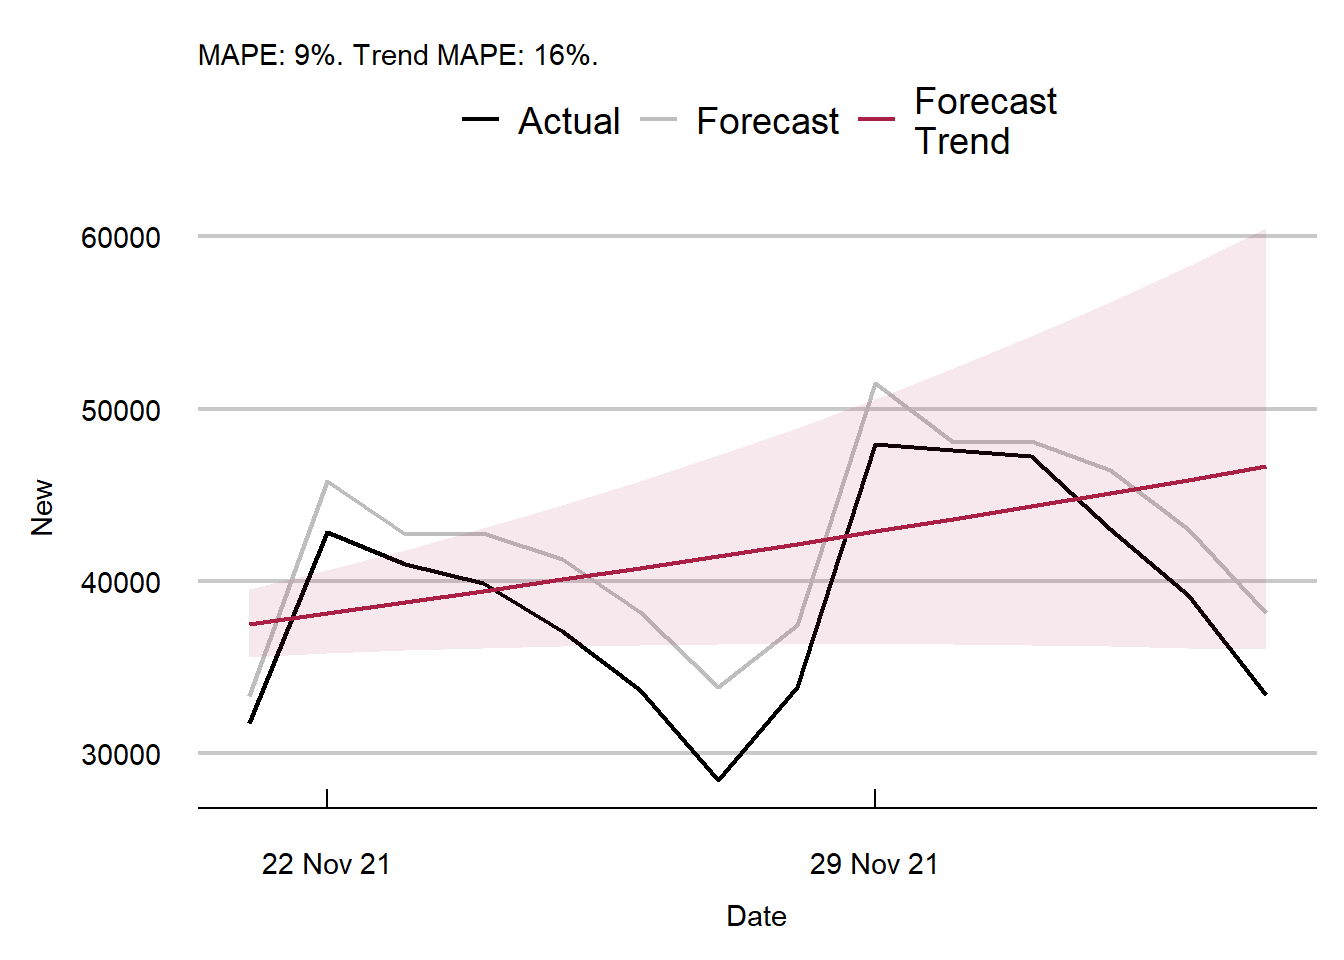 MAPE: 9%. Trend MAPE: 16%.
Actual
Forecast
Forecast
Trend
60000
50000
40000
30000
New
22 Nov 21
29 Nov 21
Date